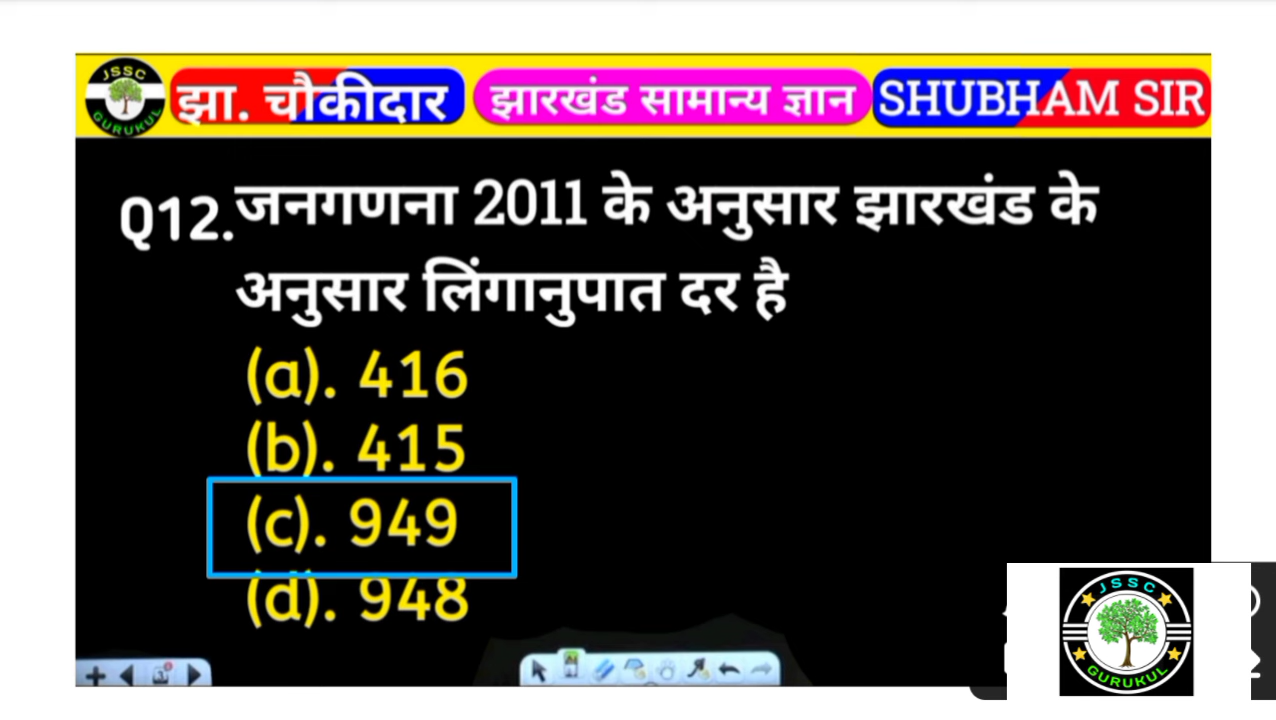 JSSC GURUKUL
झा. चौकीदार
झारखंड सामान्य ज्ञान
SHUBHAM SIR
Q12. जनगणना 2011 के अनुसार झारखंड के
अनुसार लिंगानुपात दर है
(a). 416
(b). 415
(c). 949
(d). 948
JSSC
GURUKUL